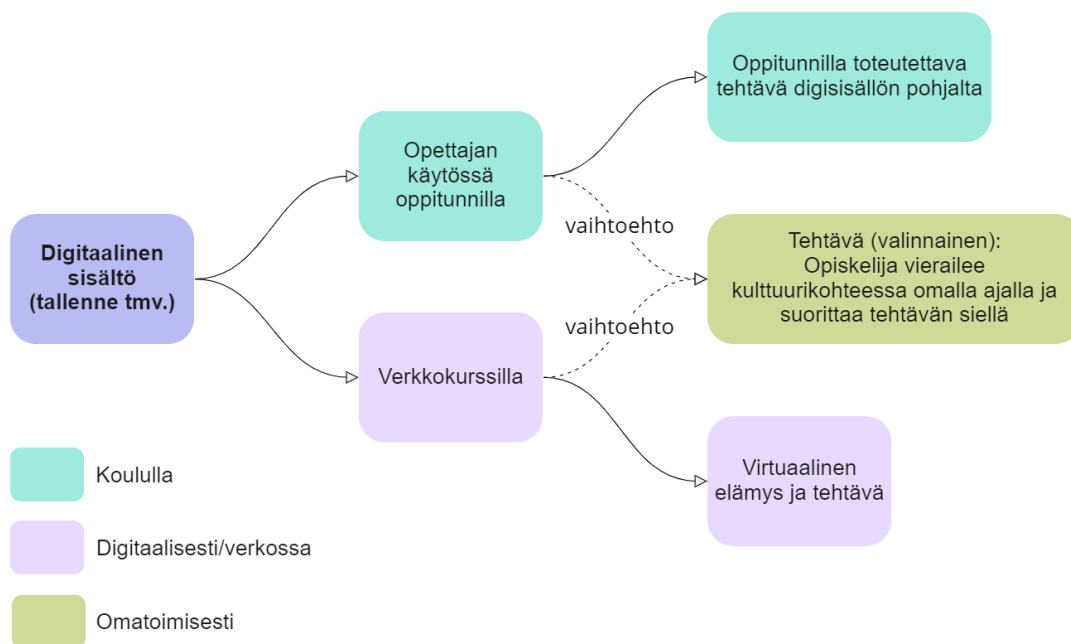 Oppitunnilla toteutettava
tehtävä digisisällön pohjalta
Opettajan
käytössä
oppitunnilla
vaihtoehto
Digitaalinen
sisältö
(tallenne tmv.)
Tehtävä (valinnainen):
Opiskelija vierailee
kulttuurikohteessa omalla ajalla ja
suorittaa tehtävän siellä
vaihtoehto
Verkkokurssilla
Virtuaalinen
elämys ja tehtävä
Koululla
Digitaalisesti/verkossa
Omatoimisesti